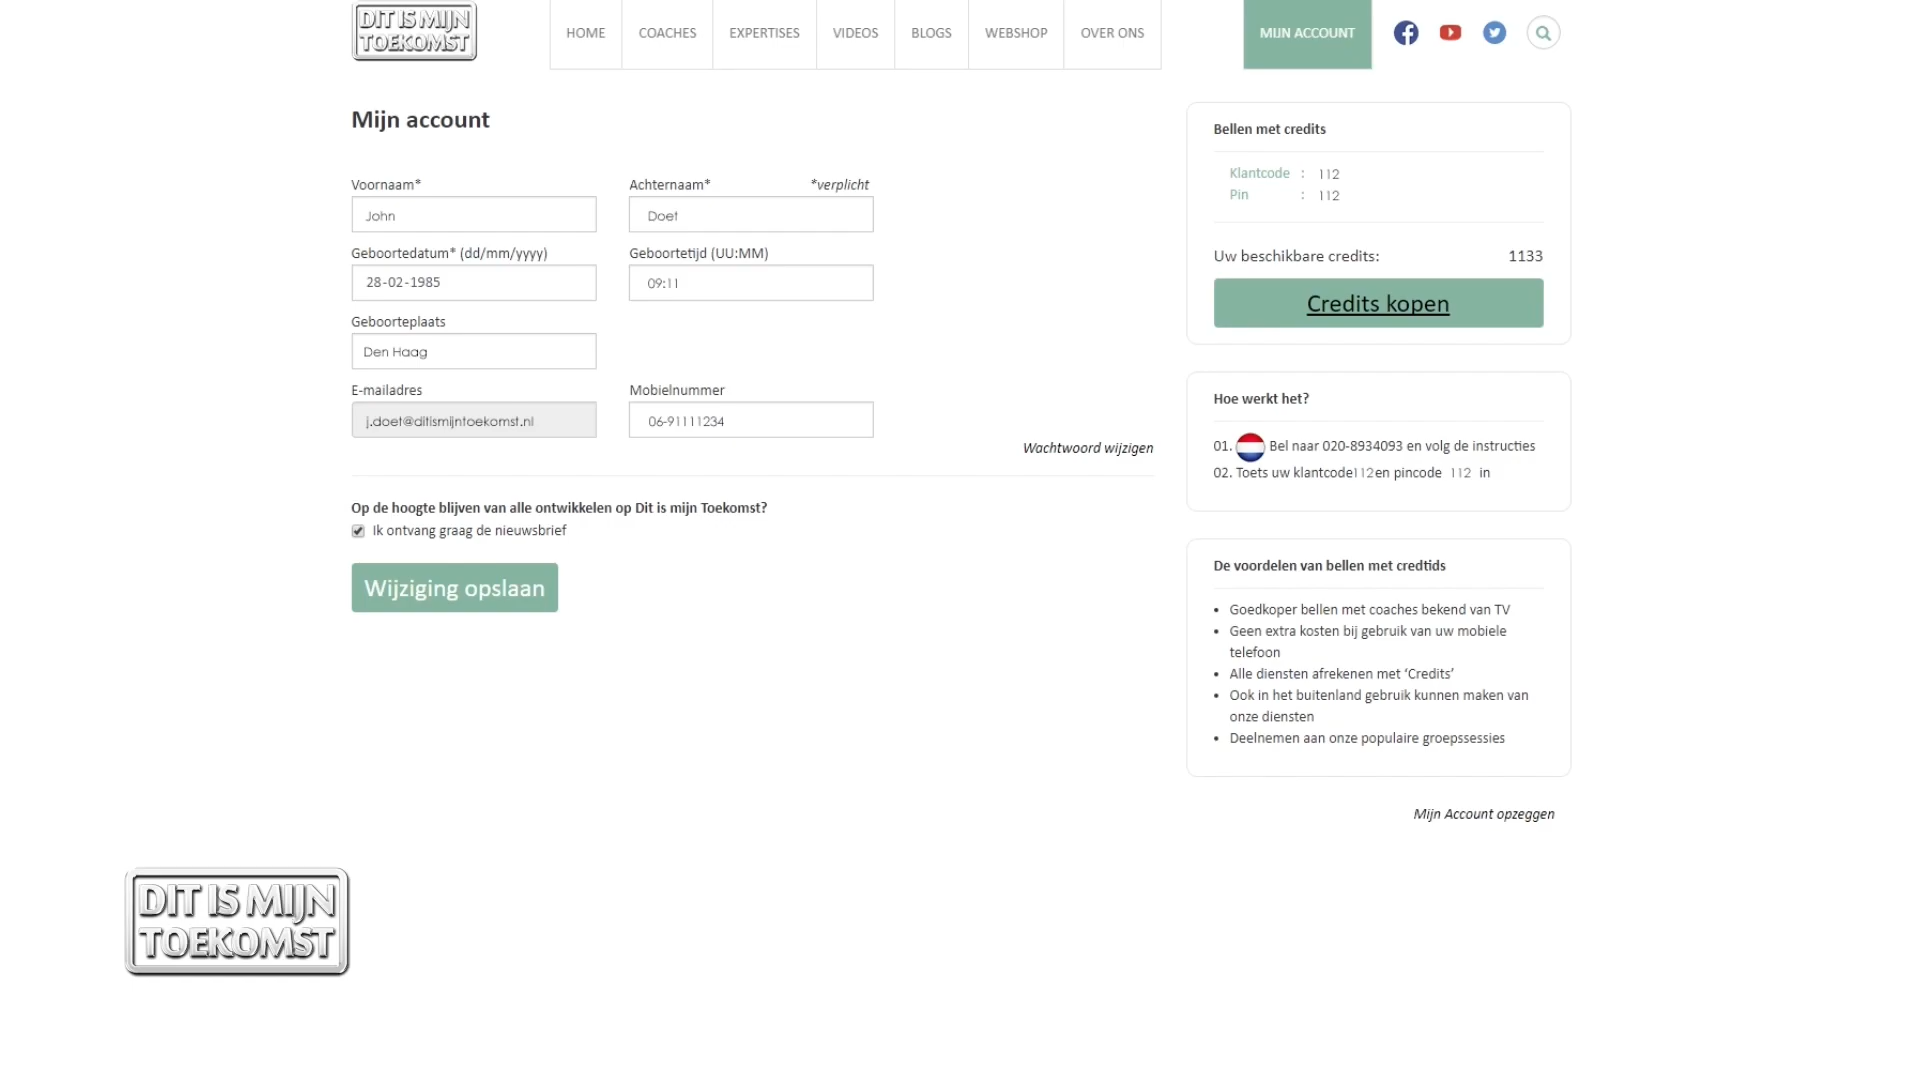 DIT IS MIJN
TOEKOMST
HOME
COACHES
EXPERTISES
VIDEOS
BLOGS
WEBSHOP
OVER ONS
MIJN ACCOUNT
Mijn account
Voornaam*
Achternaam*
*verplicht
John
Doet
Geboortedatum* (dd/mm/yyyy)
Geboortetijd (UU:MM)
28-02-1985
09:11
Geboorteplaats
Den Haag
E-mailadres
Mobielnummer
j.doet@ditismijntoekomst.nl
06-91111234
Wachtwoord wijzigen
Op de hoogte blijven van alle ontwikkelen op Dit is mijn Toekomst?
Ik ontvang graag de nieuwsbrief
Wijziging opslaan
Bellen met credits
Klantcode : 112
Pin : 112
Uw beschikbare credits: 1133
Credits kopen
Hoe werkt het?
01. Bel naar 020-8934093 en volg de instructies
02. Toets uw klantcode 112 en pincode 112 in
De voordelen van bellen met credtids
• Goedkoper bellen met coaches bekend van TV
• Geen extra kosten bij gebruik van uw mobiele
telefoon
• Alle diensten afrekenen met ‘Credits’
• Ook in het buitenland gebruik kunnen maken van
onze diensten
• Deelnemen aan onze populaire groepssessies
Mijn Account opzeggen
DIT IS MIJN
TOEKOMST